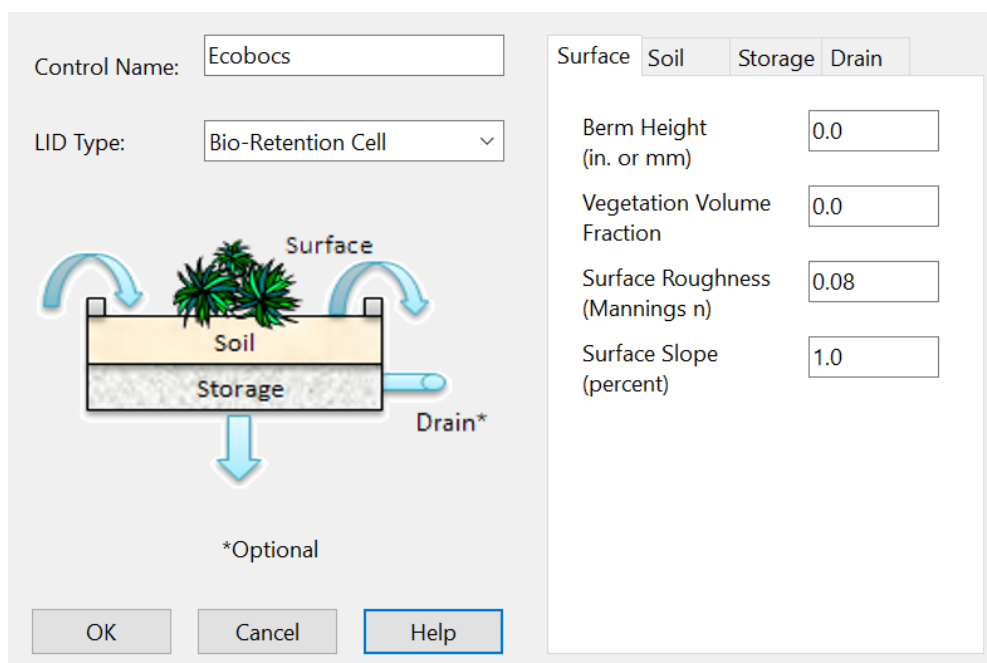 Control Name:
Ecobocs
LID Type:
Bio-Retention Cell
Surface
Soil
Storage
Drain*
*Optional
OK
Cancel
Help
Surface
Soil
Storage
Drain
Berm Height
(in. or mm)
0.0
Vegetation Volume
Fraction
0.0
Surface Roughness
(Mannings n)
0.08
Surface Slope
(percent)
1.0